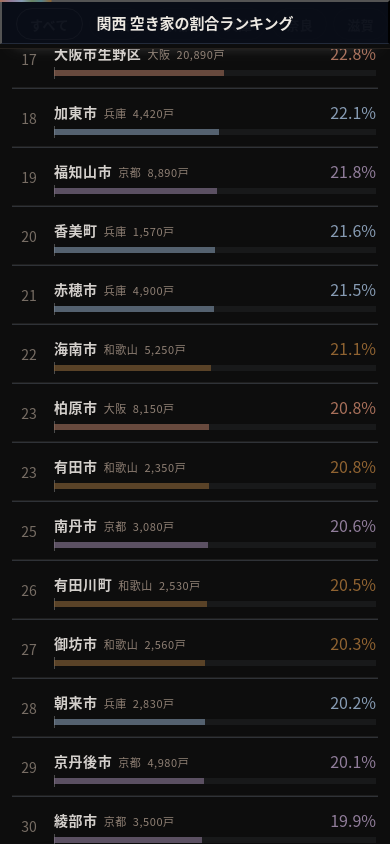 関西 空き家の割合ランキング
すべて
17 大阪市生野区 大阪 20,890戸 22.8%
18 加東市 兵庫 4,420戸 22.1%
19 福知山市 京都 8,890戸 21.8%
20 香美町 兵庫 1,570戸 21.6%
21 赤穂市 兵庫 4,900戸 21.5%
22 海南市 和歌山 5,250戸 21.1%
23 柏原市 大阪 8,150戸 20.8%
23 有田市 和歌山 2,350戸 20.8%
25 南丹市 京都 3,080戸 20.6%
26 有田川町 和歌山 2,530戸 20.5%
27 御坊市 和歌山 2,560戸 20.3%
28 朝来市 兵庫 2,830戸 20.2%
29 京丹後市 京都 4,980戸 20.1%
30 綾部市 京都 3,500戸 19.9%